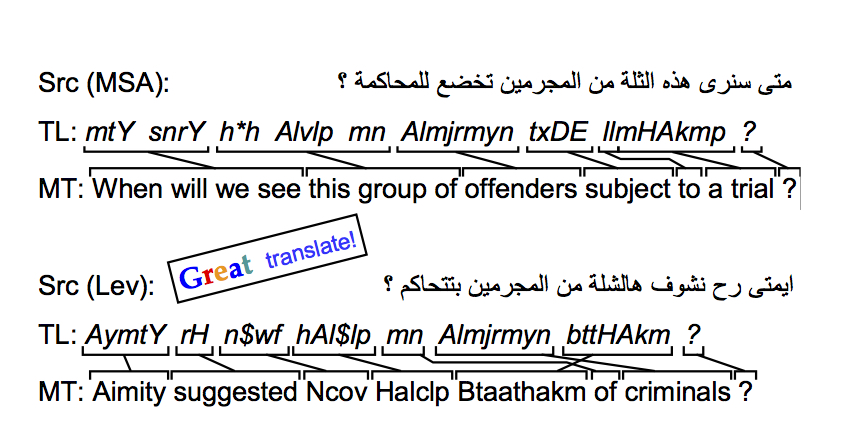 Src (MSA): متى سنرى هذه الثلة من المجرمين تخضع للمحاكمة ؟
TL: mtY snrY h*h Alvlp mn Almjrmyn txDE llmHAkmp ?
MT: When will we see this group of offenders subject to a trial ?
Great translate!
Src (Lev): ايمتى رح نشوف هالشلة من المجرمين بتتحاكم ؟
TL: AymtY rH n$wf hAl$lp mn Almjrmyn bttHAkm ?
MT: Aimity suggested Ncov Halclp Btaathakm of criminals ?